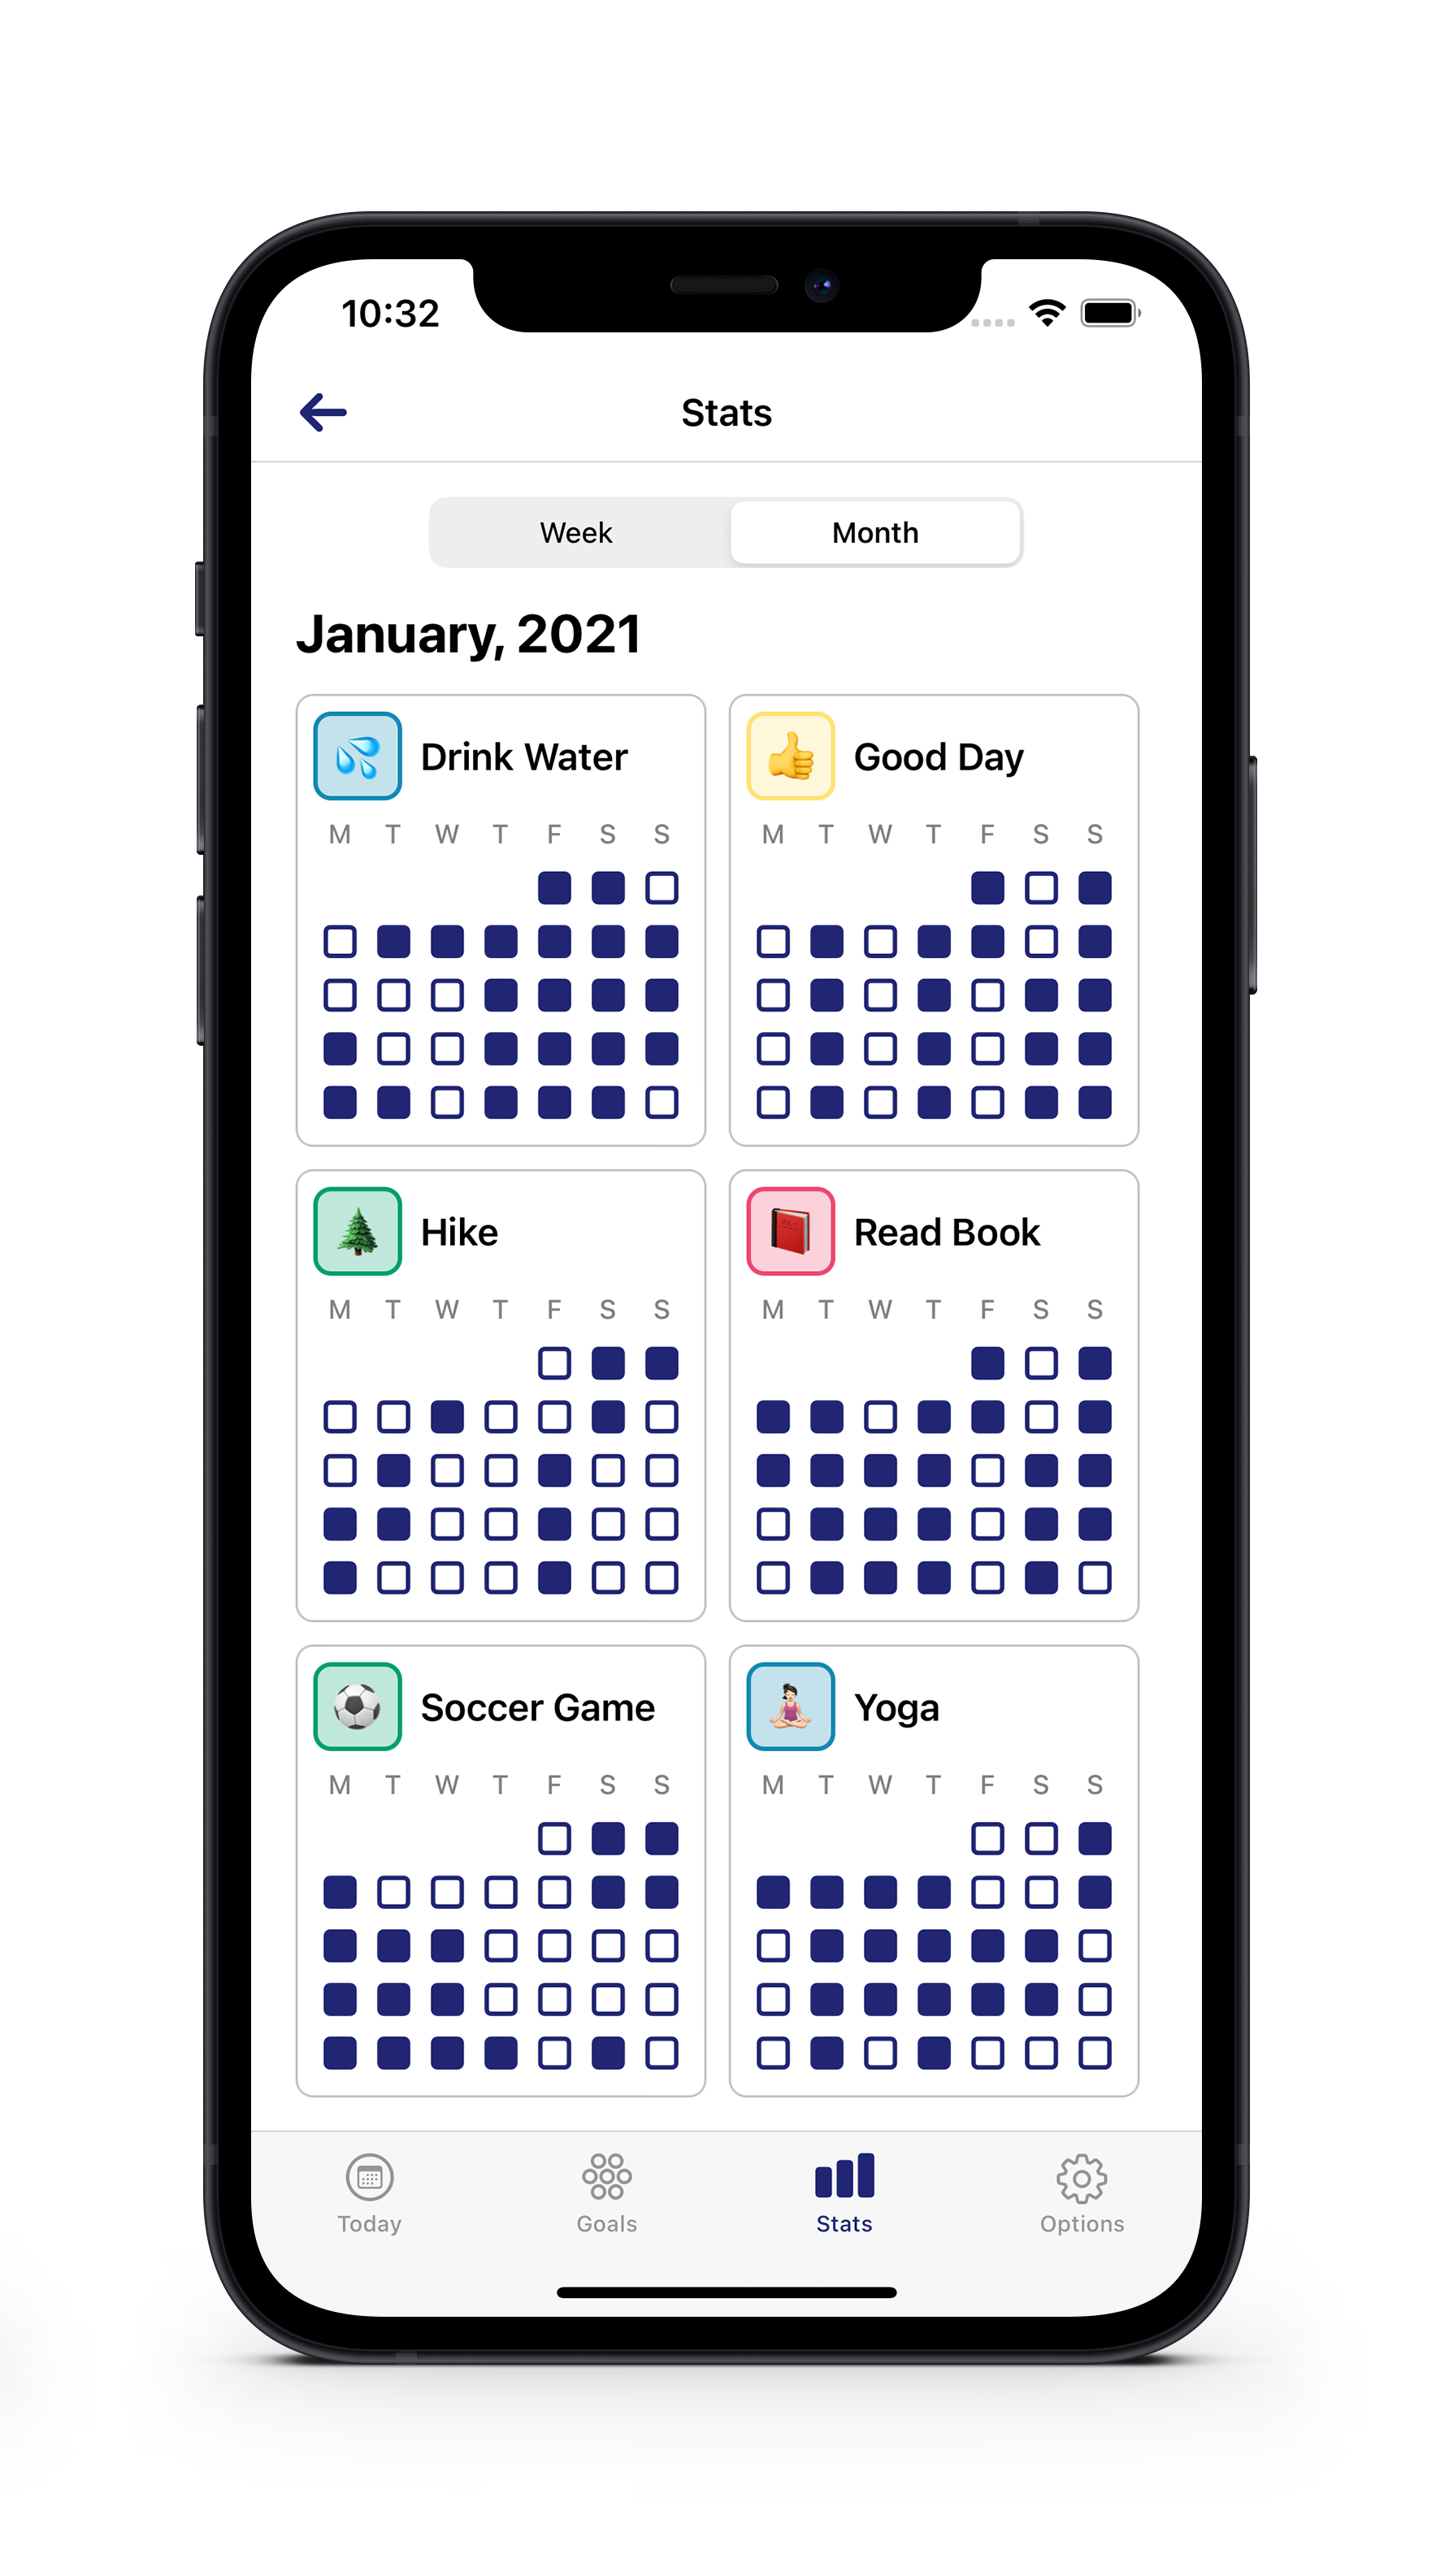 10:32
Stats
Week Month
January, 2021
Drink Water
M T W T F S S
Good Day
M T W T F S S
Hike
M T W T F S S
Read Book
M T W T F S S
Soccer Game
M T W T F S S
Yoga
M T W T F S S
Today Goals Stats Options